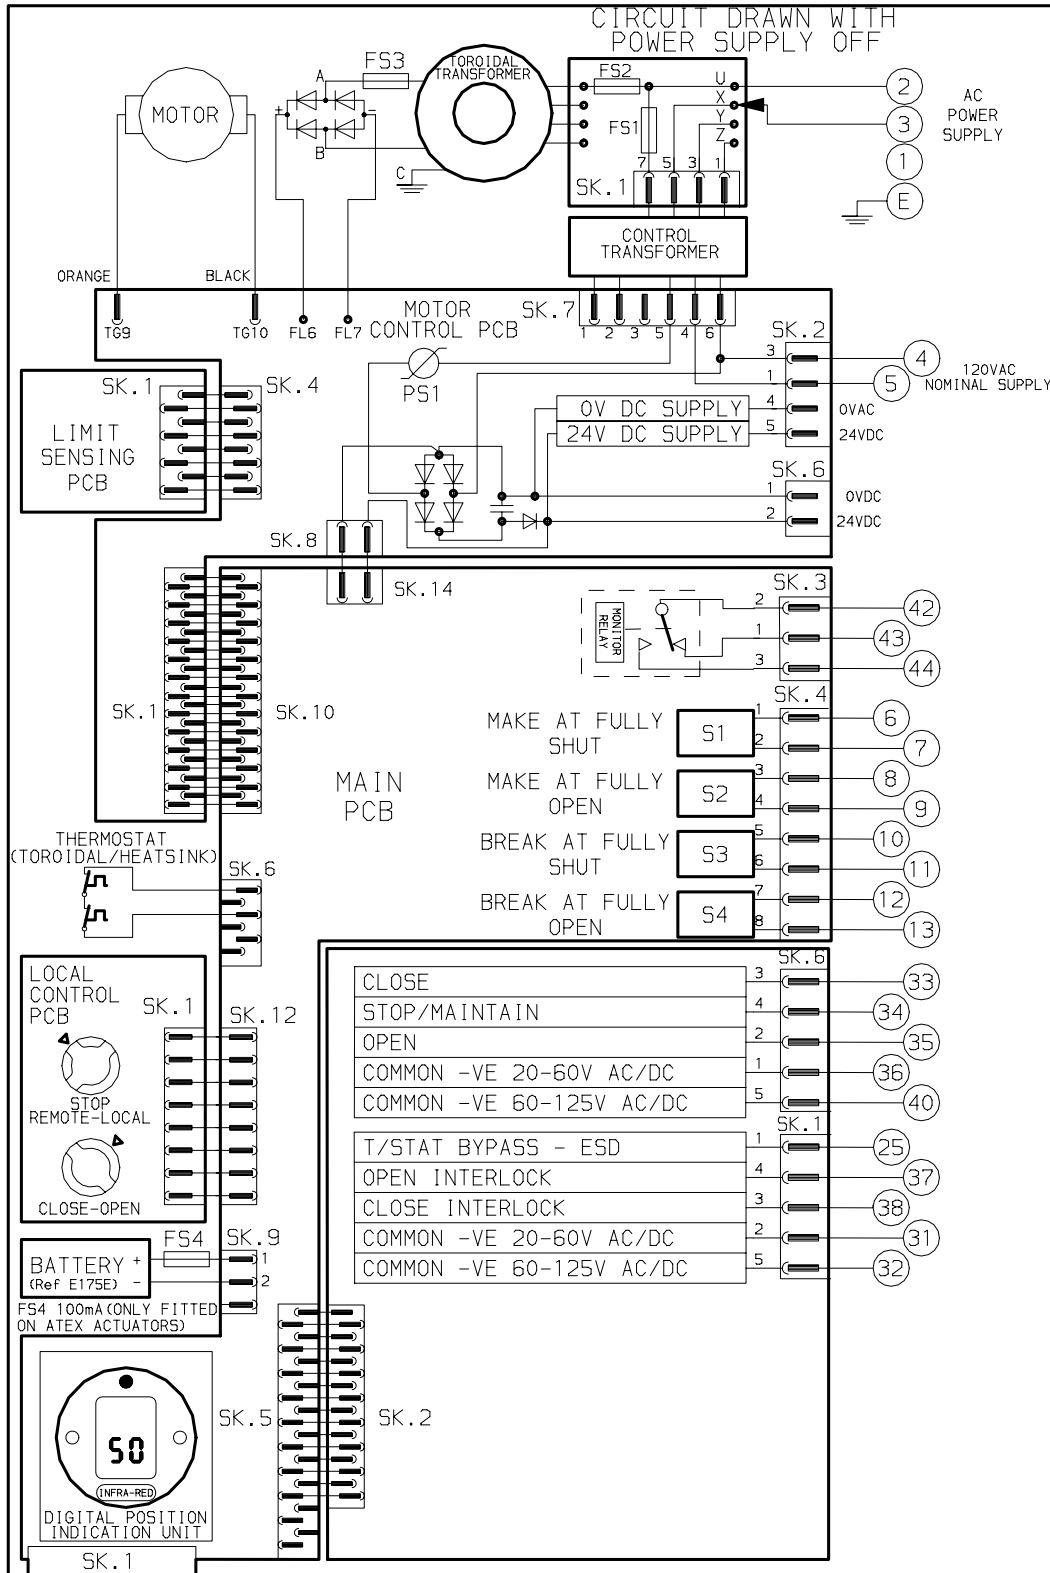 CIRCUIT DRAWN WITH
POWER SUPPLY OFF
MOTOR
A
B
+
-
FS3
TOROIDAL
TRANSFORMER
C
FS2
FS1
U
X
Y
Z
7 5 3 1
SK.1
2
3
1
E
AC
POWER
SUPPLY
CONTROL
TRANSFORMER
ORANGE
BLACK
TG9
TG10
FL6
FL7
MOTOR
CONTROL PCB
SK.7
1 2 3 5 4 6
PS1
SK.2
3
4
1
5
120VAC
NOMINAL SUPPLY
0V DC SUPPLY
4
0VAC
24V DC SUPPLY
5
24VDC
SK.6
1
0VDC
2
24VDC
SK.1
SK.4
LIMIT
SENSING
PCB
SK.8
SK.14
SK.1
SK.10
MAIN
PCB
MONITOR
RELAY
SK.3
2
42
1
43
3
44
SK.4
MAKE AT FULLY
SHUT
S1
1
6
2
7
MAKE AT FULLY
OPEN
S2
3
8
4
9
BREAK AT FULLY
SHUT
S3
5
10
6
11
BREAK AT FULLY
OPEN
S4
7
12
8
13
THERMOSTAT
(TOROIDAL/HEATSINK)
SK.6
LOCAL
CONTROL
PCB
SK.1
SK.12
STOP
REMOTE-LOCAL
CLOSE-OPEN
SK.6
CLOSE
3
33
STOP/MAINTAIN
4
34
OPEN
2
35
COMMON -VE 20-60V AC/DC
1
36
COMMON -VE 60-125V AC/DC
5
40
SK.1
T/STAT BYPASS - ESD
1
25
OPEN INTERLOCK
4
37
CLOSE INTERLOCK
3
38
COMMON -VE 20-60V AC/DC
2
31
COMMON -VE 60-125V AC/DC
5
32
BATTERY +
(Ref E175E) -
FS4
SK.9
1
2
FS4 100mA(ONLY FITTED
ON ATEX ACTUATORS)
SK.5
SK.2
50
INFRA-RED
DIGITAL POSITION
INDICATION UNIT
SK.1